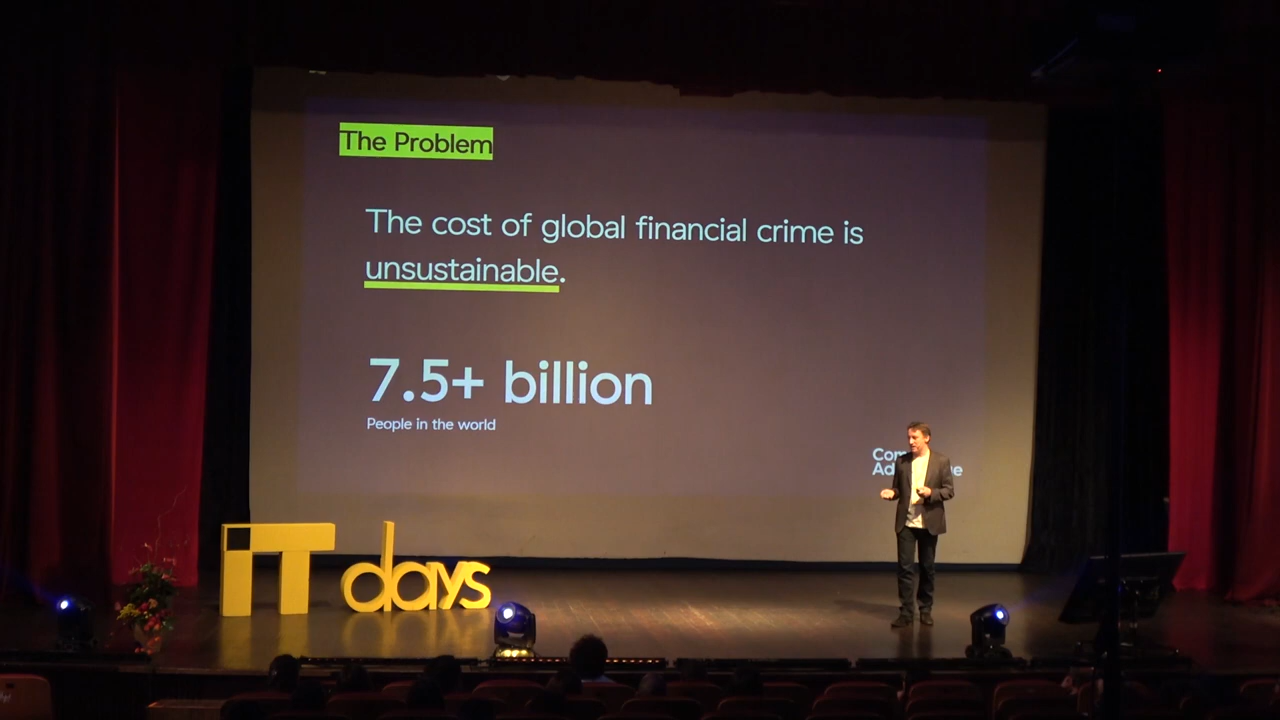 The Problem
The cost of global financial crime is
unsustainable.
7.5+ billion
People in the world
iT days